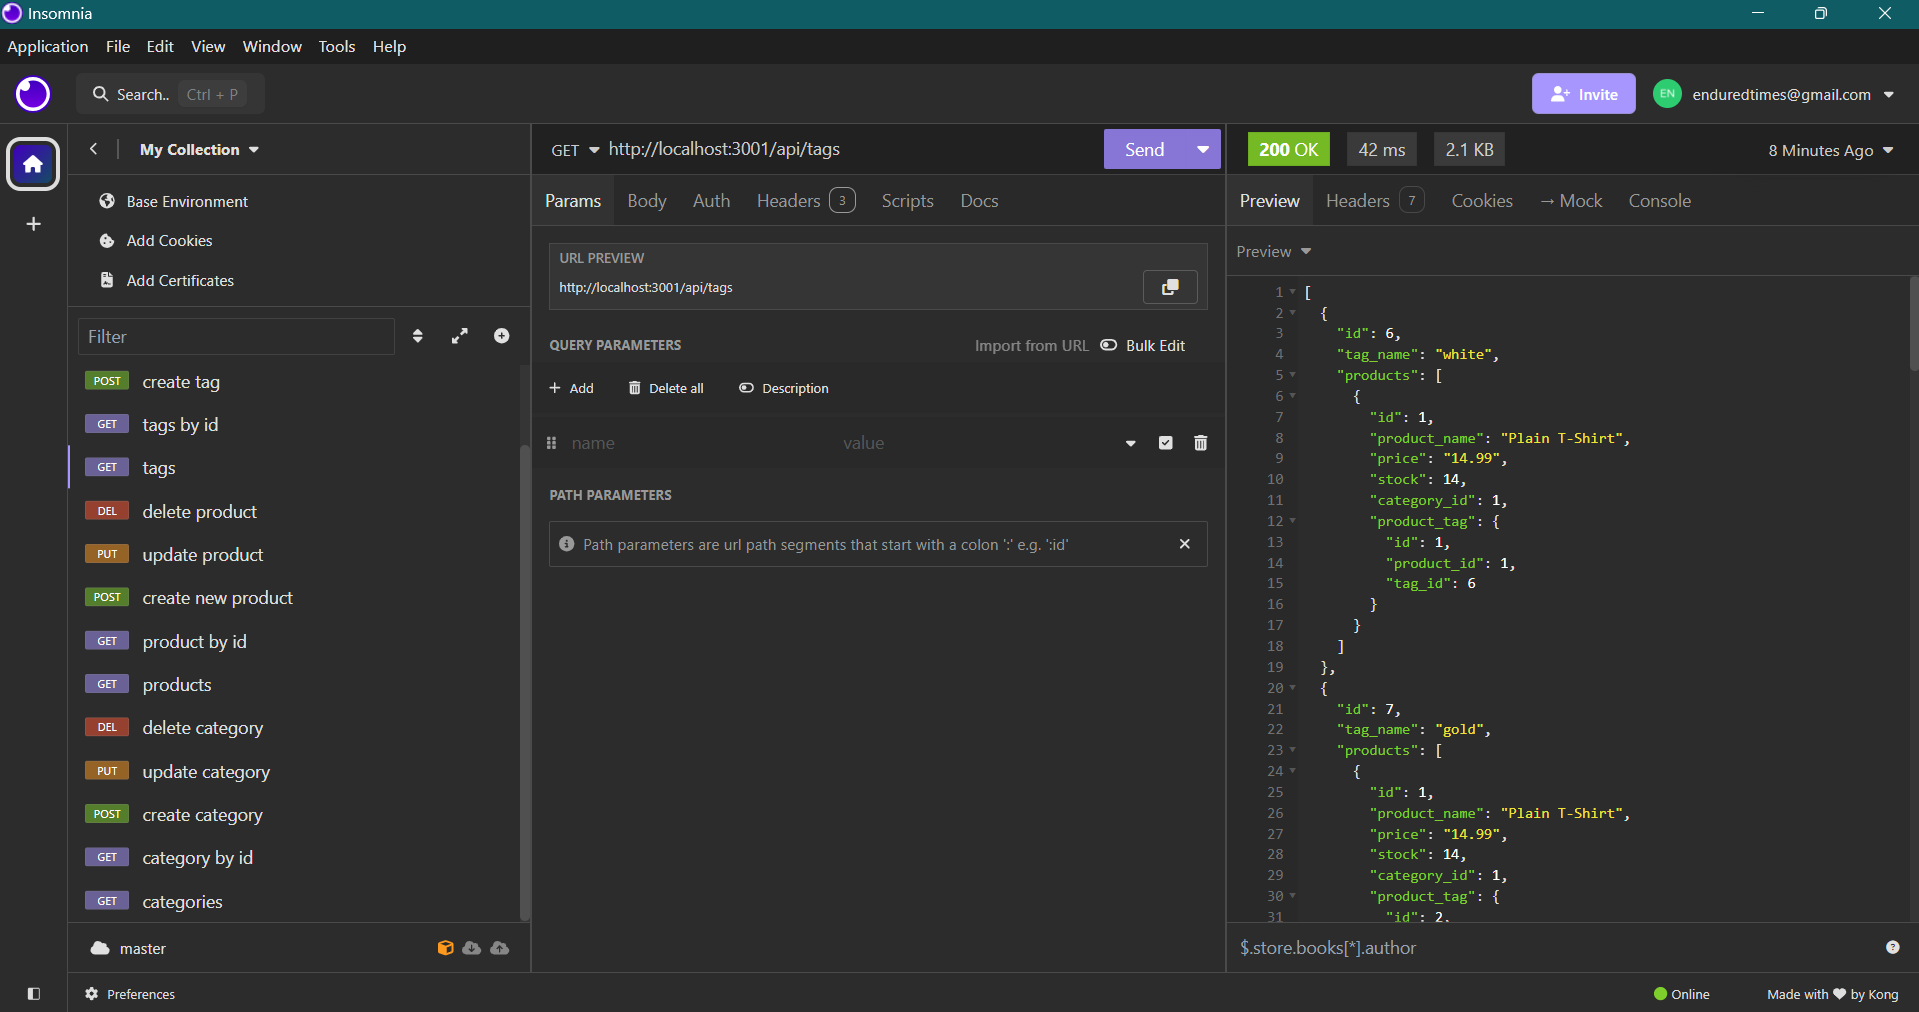 Insomnia
Application File Edit View Window Tools Help
Search.. Ctrl + P
Invite
EN enduredtimes@gmail.com
My Collection
Base Environment
Add Cookies
Add Certificates
Filter
POST create tag
GET tags by id
GET tags
DEL delete product
PUT update product
POST create new product
GET product by id
GET products
DEL delete category
PUT update category
POST create category
GET category by id
GET categories
master
GET http://localhost:3001/api/tags
Send
Params Body Auth Headers 3 Scripts Docs
URL PREVIEW
http://localhost:3001/api/tags
QUERY PARAMETERS
Import from URL Bulk Edit
+ Add Delete all Description
name value
PATH PARAMETERS
Path parameters are url path segments that start with a colon ':' e.g. ':id'
200 OK 42 ms 2.1 KB 8 Minutes Ago
Preview Headers 7 Cookies → Mock Console
Preview
1 [
2 {
3 "id": 6,
4 "tag_name": "white",
5 "products": [
6 {
7 "id": 1,
8 "product_name": "Plain T-Shirt",
9 "price": "14.99",
10 "stock": 14,
11 "category_id": 1,
12 "product_tag": {
13 "id": 1,
14 "product_id": 1,
15 "tag_id": 6
16 }
17 }
18 ]
19 },
20 {
21 "id": 7,
22 "tag_name": "gold",
23 "products": [
24 {
25 "id": 1,
26 "product_name": "Plain T-Shirt",
27 "price": "14.99",
28 "stock": 14,
29 "category_id": 1,
30 "product_tag": {
31 "id": 2,
$.store.books[*].author
Preferences
Online
Made with ♥ by Kong